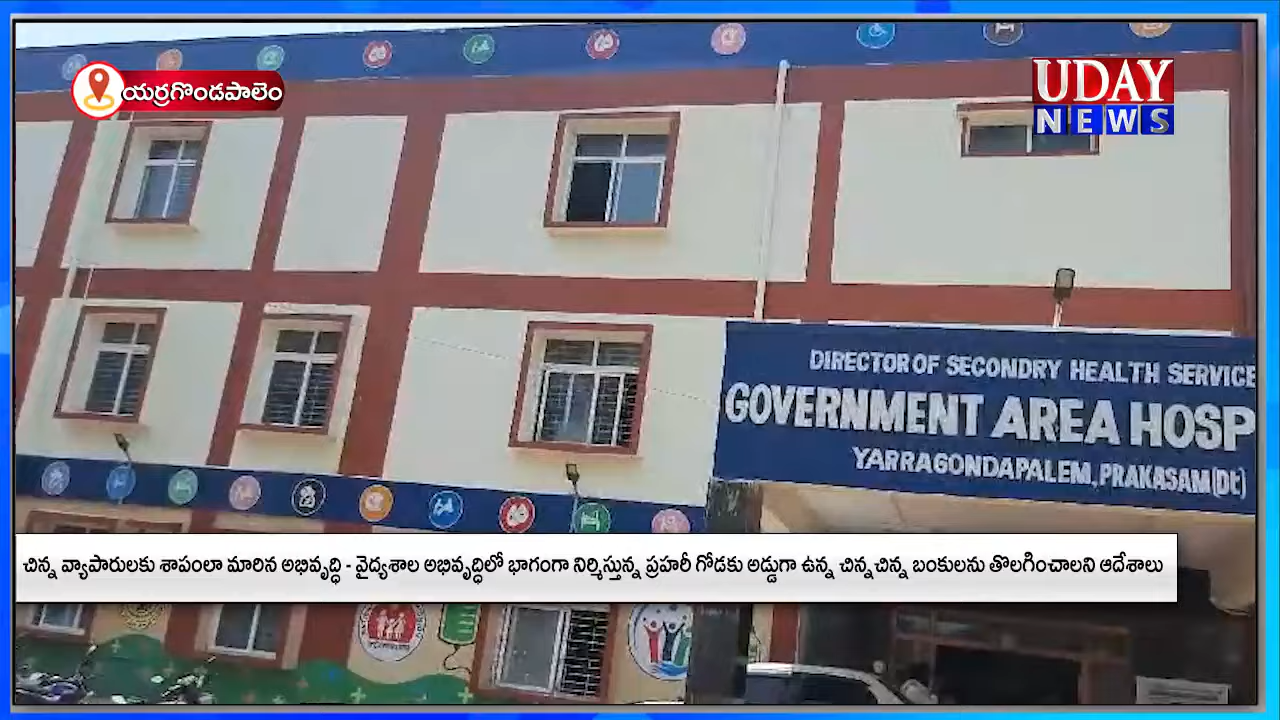 యర్రగొండపాలెం
UDAY
NEWS
DIRECTOR OF SECONDRY HEALTH SERVICE
GOVERNMENT AREA HOSP
YARRAGONDAPALEM, PRAKASAM(Dt)
చిన్న వ్యాపారులకు శాపంలా మారిన అభివృద్ధి - వైద్యశాల అభివృద్ధిలో భాగంగా నిర్మిస్తున్న ప్రహరీ గోడకు అడ్డుగా ఉన్న చిన్నచిన్న బంకులను తొలగించాలని ఆదేశాలు